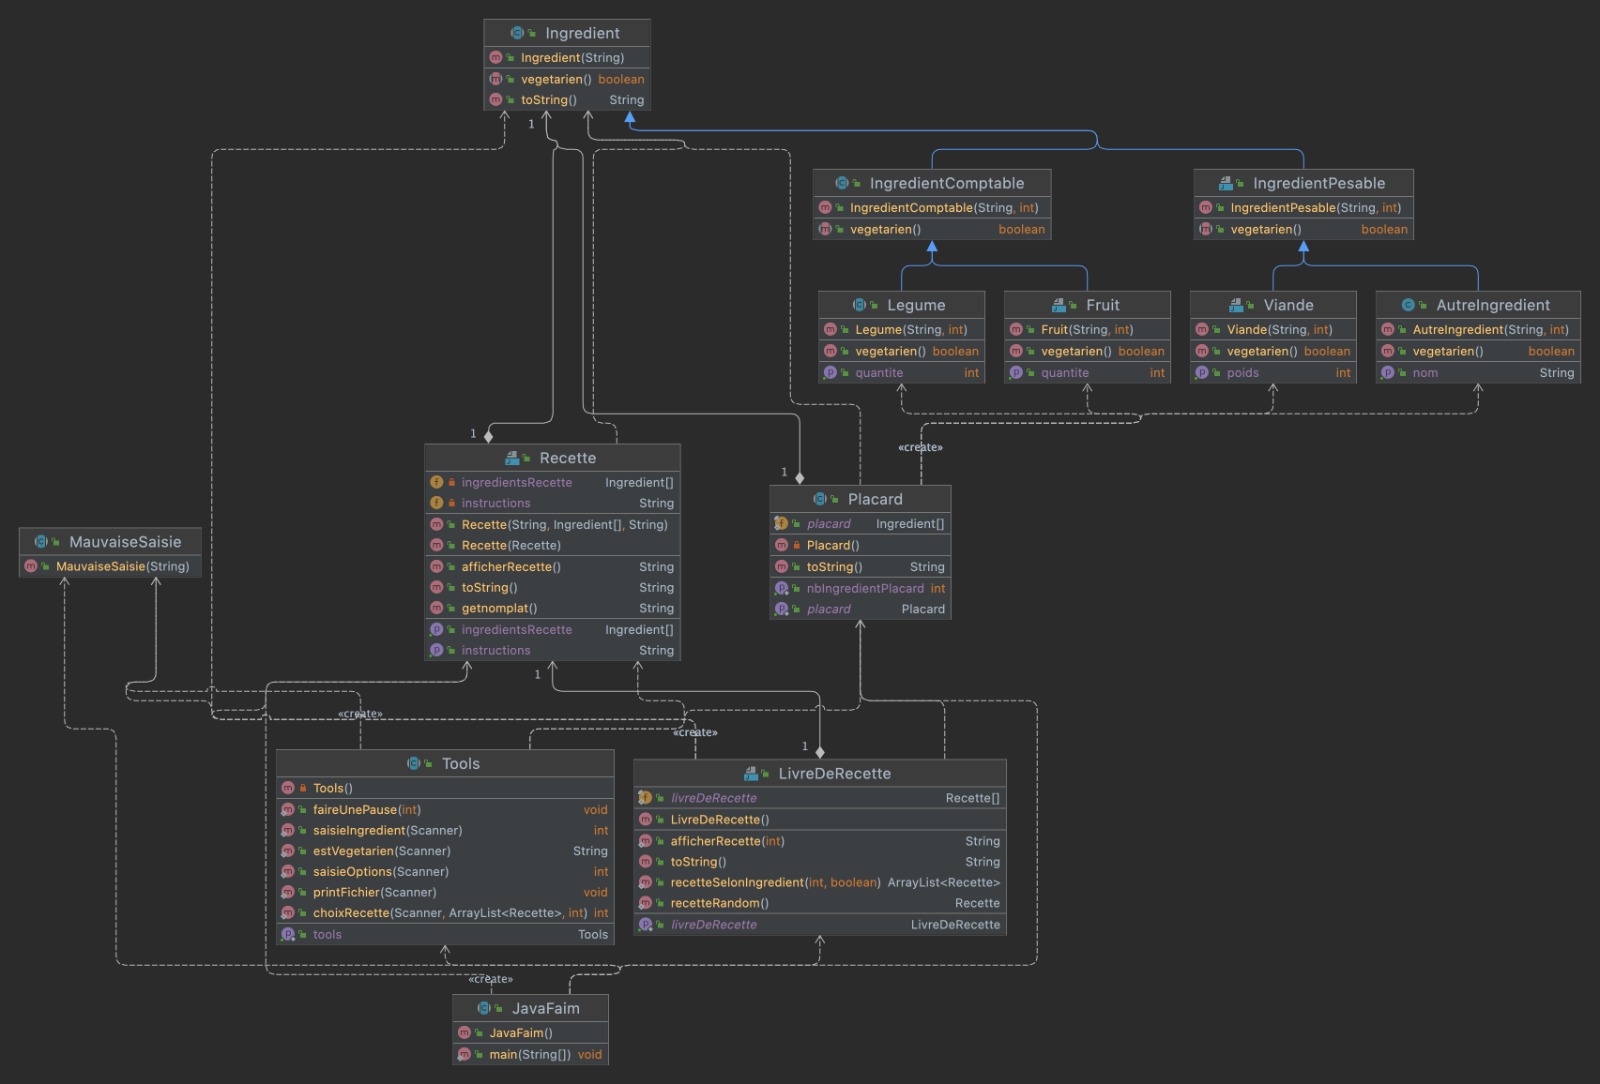 Ingredient
Ingredient(String)
vegetarien() boolean
toString() String
1
IngredientComptable
IngredientComptable(String, int)
vegetarien() boolean
IngredientPesable
IngredientPesable(String, int)
vegetarien() boolean
Legume
Legume(String, int)
vegetarien() boolean
quantite int
Fruit
Fruit(String, int)
vegetarien() boolean
quantite int
Viande
Viande(String, int)
vegetarien() boolean
poids int
AutreIngredient
AutreIngredient(String, int)
vegetarien() boolean
nom String
1
«create»
Recette
ingredientsRecette Ingredient[]
instructions String
Recette(String, Ingredient[], String)
Recette(Recette)
afficherRecette() String
toString() String
getnomplat() String
ingredientsRecette Ingredient[]
instructions String
1
Placard
placard Ingredient[]
Placard()
toString() String
nbIngredientPlacard int
placard Placard
MauvaiseSaisie
MauvaiseSaisie(String)
1
«create»
«create»
1
Tools
Tools()
faireUnePause(int) void
saisieIngredient(Scanner) int
estVegetarien(Scanner) String
saisieOptions(Scanner) int
printFichier(Scanner) void
choixRecette(Scanner, ArrayList<Recette>, int) int
tools Tools
LivreDeRecette
livreDeRecette Recette[]
LivreDeRecette()
afficherRecette(int) String
toString() String
recetteSelonIngredient(int, boolean) ArrayList<Recette>
recetteRandom() Recette
livreDeRecette LivreDeRecette
«create»
JavaFaim
JavaFaim()
main(String[]) void